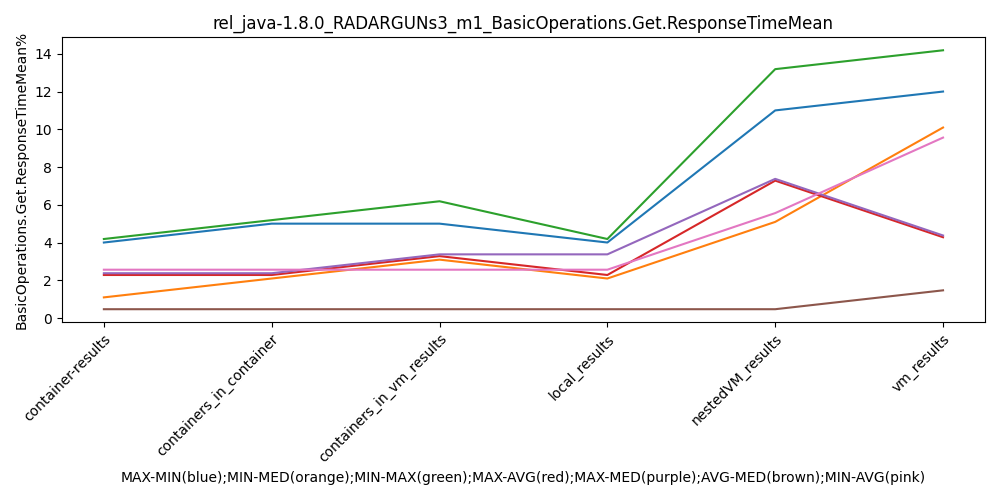 rel_java-1.8.0_RADARGUNs3_m1_BasicOperations.Get.ResponseTimeMean
BasicOperations.Get.ResponseTimeMean%
14
12
10
8
6
4
2
0
container-results
containers_in_container
containers_in_vm_results
local_results
nestedVM_results
vm_results
MAX-MIN(blue);MIN-MED(orange);MIN-MAX(green);MAX-AVG(red);MAX-MED(purple);AVG-MED(brown);MIN-AVG(pink)